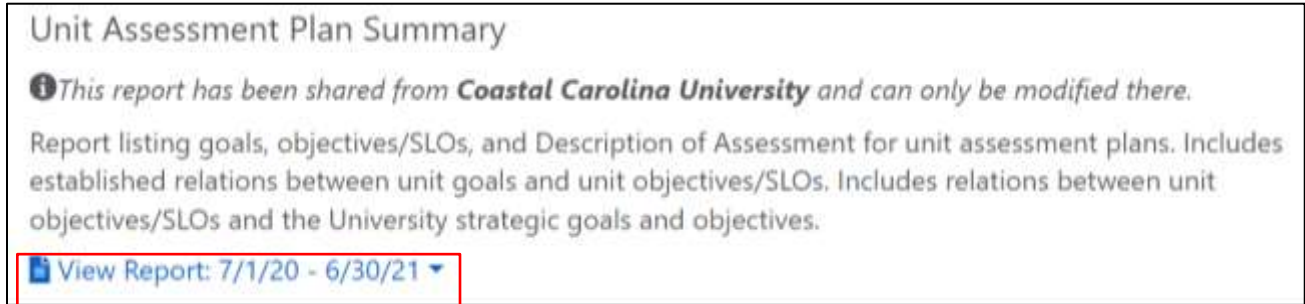 Unit Assessment Plan Summary
This report has been shared from Coastal Carolina University and can only be modified there.
Report listing goals, objectives/SLOs, and Description of Assessment for unit assessment plans. Includes
established relations between unit goals and unit objectives/SLOs. Includes relations between unit
objectives/SLOs and the University strategic goals and objectives.
View Report: 7/1/20 - 6/30/21